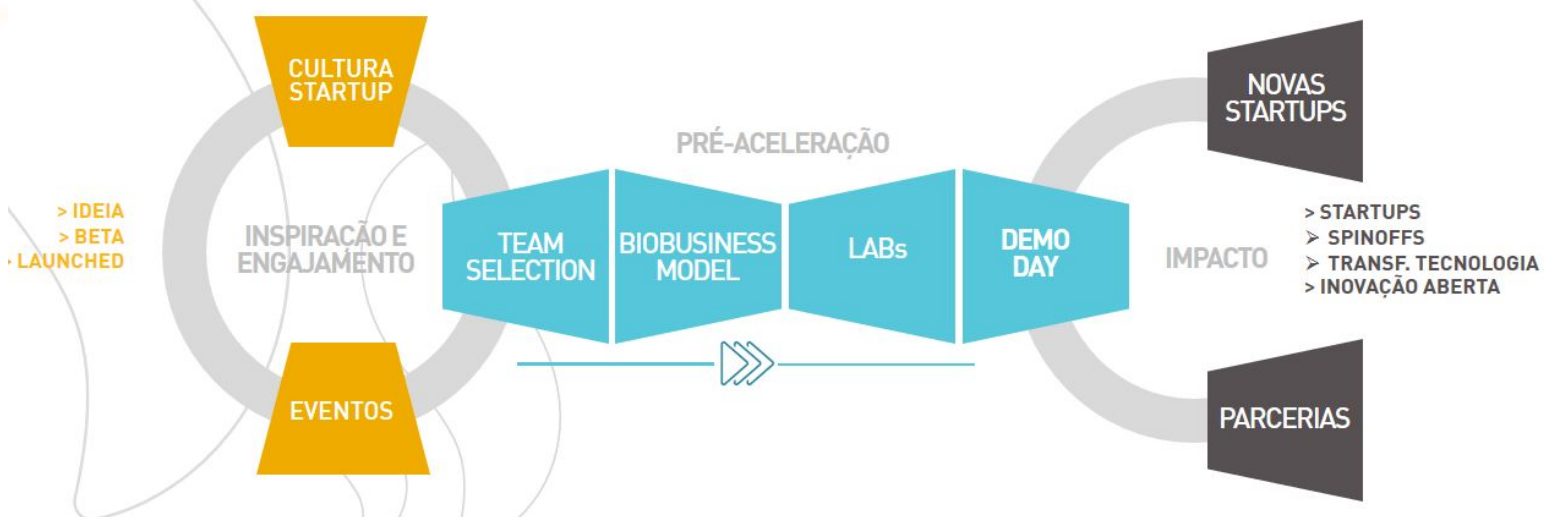 CULTURA
STARTUP
> IDEIA
> BETA
> LAUNCHED
INSPIRAÇÃO E
ENGAJAMENTO
EVENTOS
PRÉ-ACELERAÇÃO
TEAM
SELECTION
BIOBUSINESS
MODEL
LABs
DEMO
DAY
IMPACTO
NOVAS
STARTUPS
> STARTUPS
➢ SPINOFFS
➢ TRANSF. TECNOLOGIA
> INOVAÇÃO ABERTA
PARCERIAS